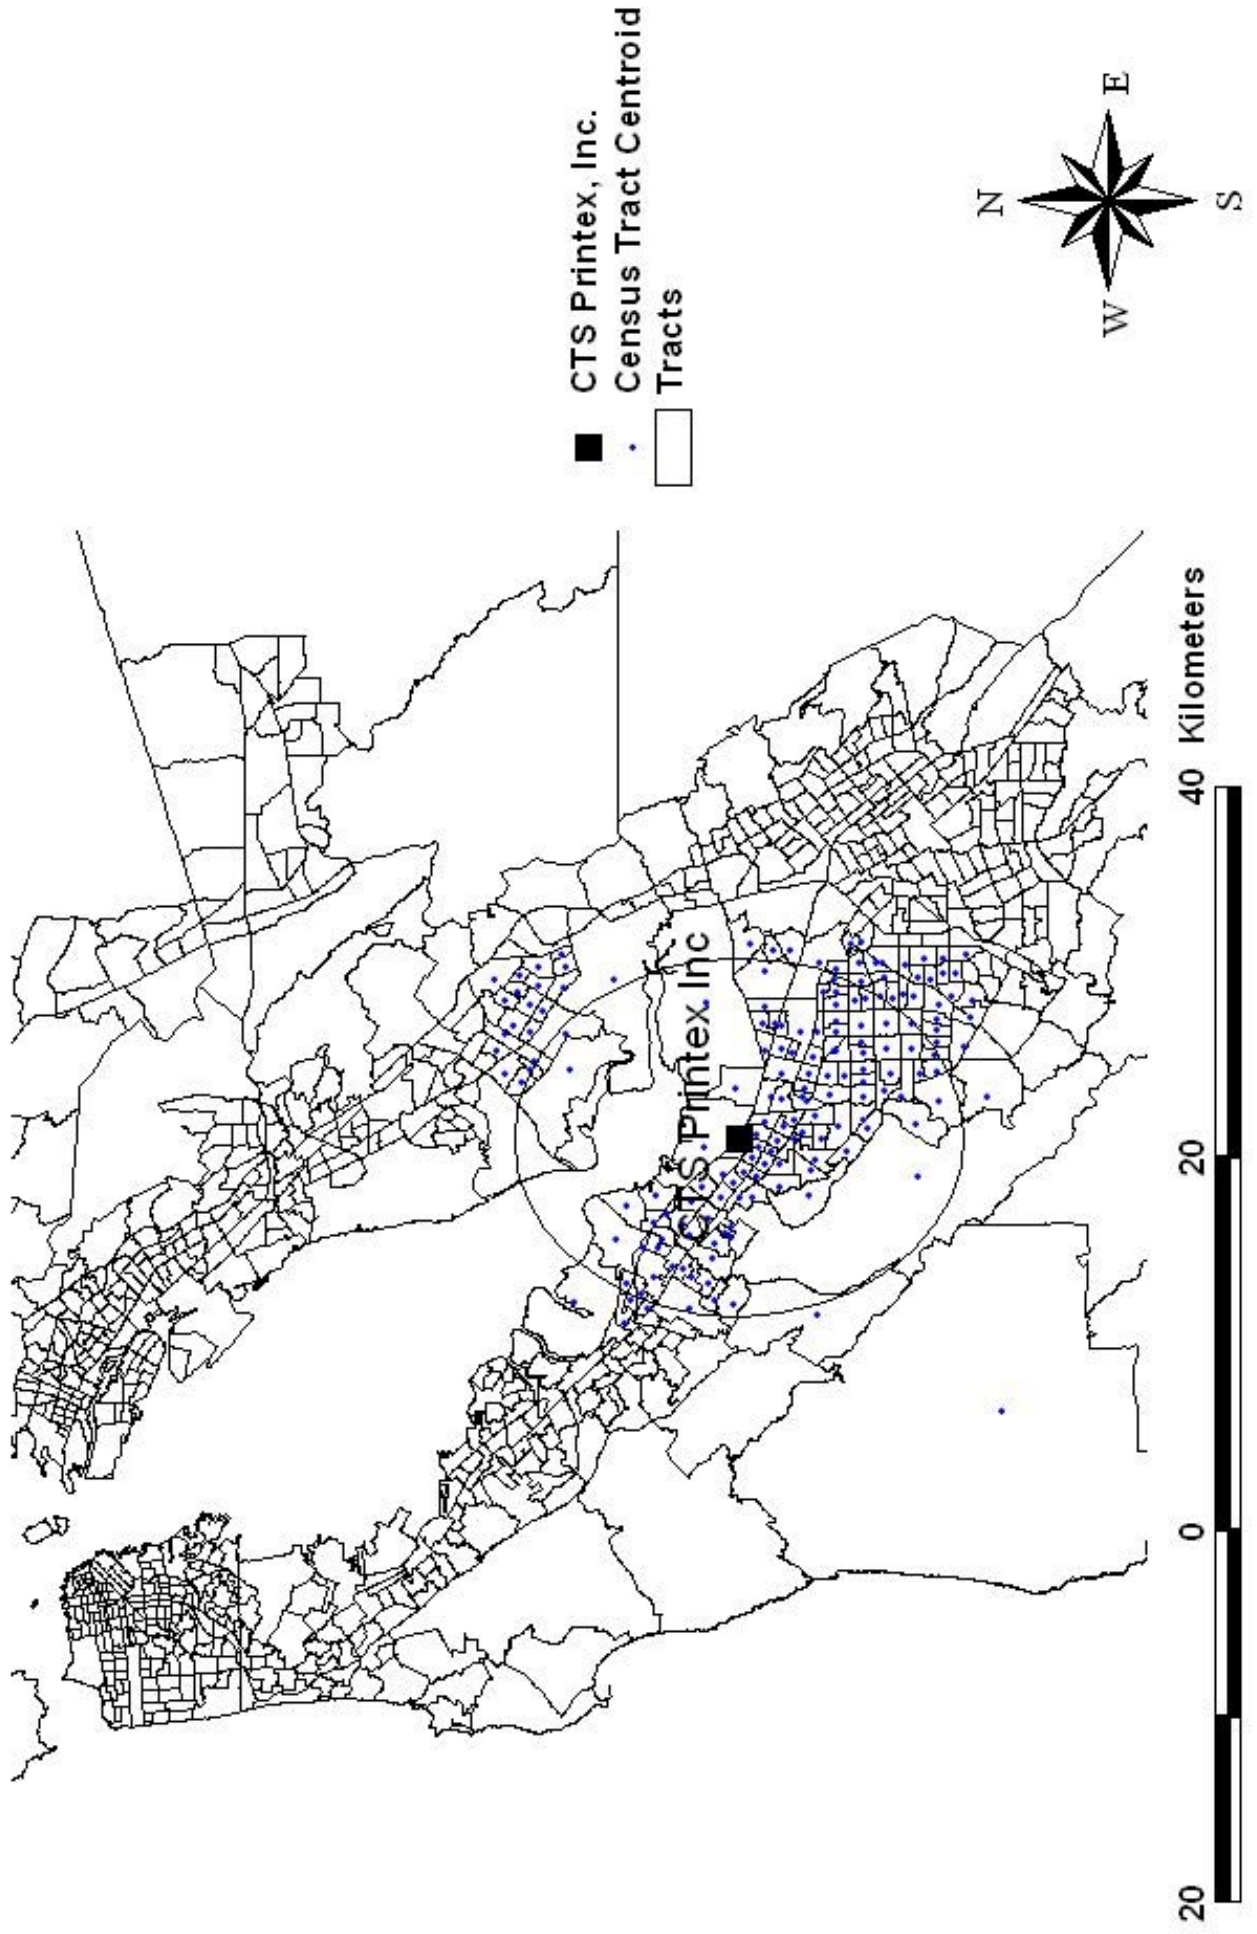 CTS Printex, Inc.
Census Tract Centroid
Tracts
CTS Printex Inc
N
W
E
S
20
0
20
40 Kilometers